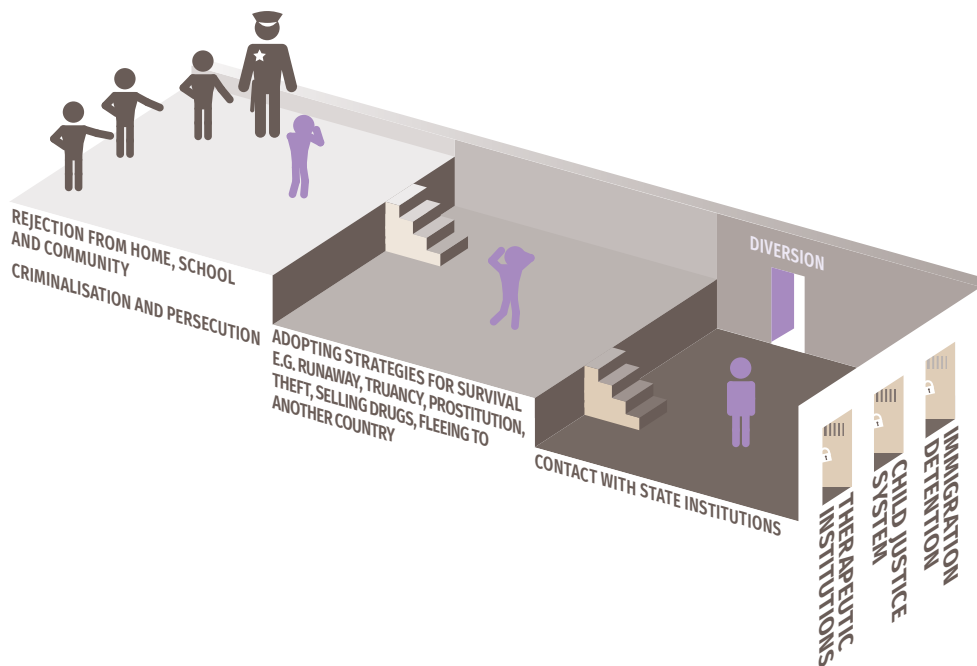 REJECTION FROM HOME, SCHOOL
AND COMMUNITY
CRIMINALISATION AND PERSECUTION
ADOPTING STRATEGIES FOR SURVIVAL
E.G. RUNAWAY, TRUANCY, PROSTITUTION,
THEFT, SELLING DRUGS, FLEEING TO
ANOTHER COUNTRY
CONTACT WITH STATE INSTITUTIONS
DIVERSION
THERAPEUTIC
INSTITUTIONS
CHILD JUSTICE
SYSTEM
IMMIGRATION
DETENTION